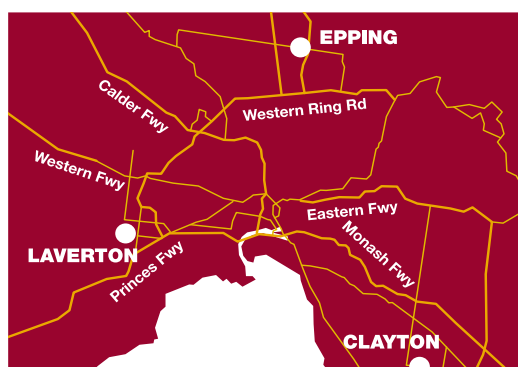 EPPING
Calder Fwy
Western Ring Rd
Western Fwy
Eastern Fwy
LAVERTON
Princes Fwy
Monash Fwy
CLAYTON